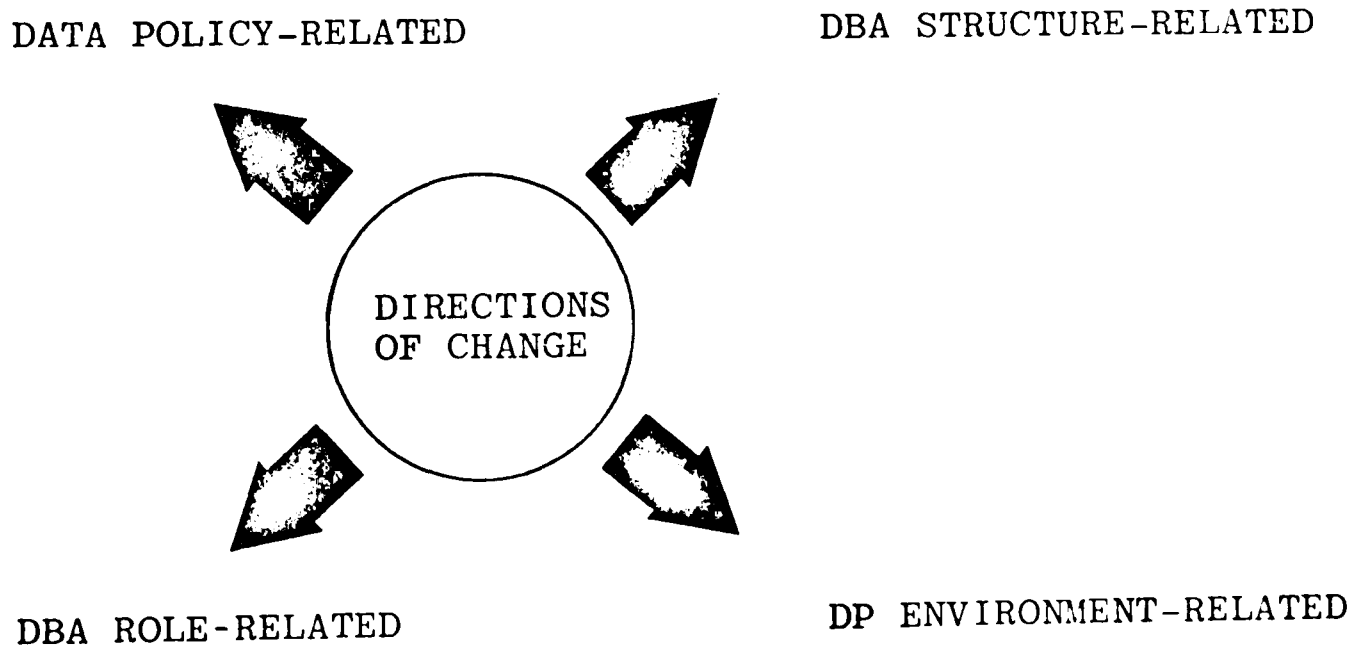 DATA POLICY-RELATED
DBA STRUCTURE-RELATED
DIRECTIONS
OF CHANGE
DBA ROLE-RELATED
DP ENVIRONMENT-RELATED